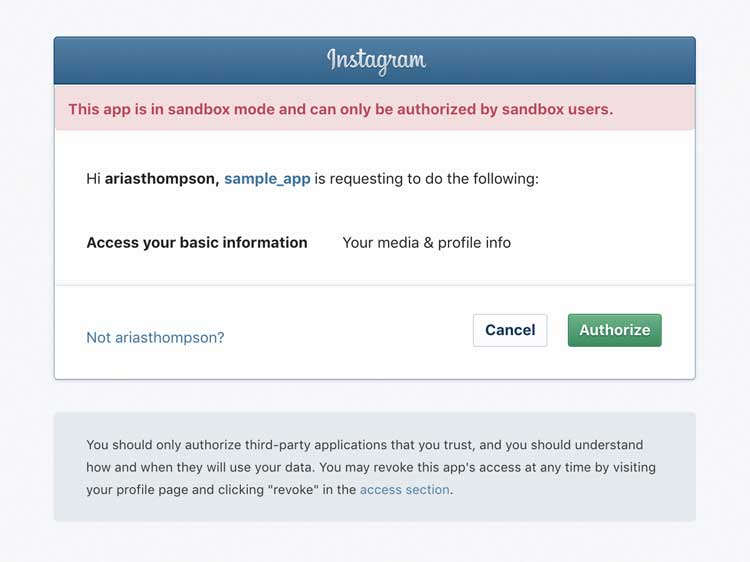 Instagram
This app is in sandbox mode and can only be authorized by sandbox users.
Hi ariasthompson, sample_app is requesting to do the following:
Access your basic information Your media & profile info
Not ariasthompson? Cancel Authorize
You should only authorize third-party applications that you trust, and you should understand
how and when they will use your data. You may revoke this app's access at any time by visiting
your profile page and clicking "revoke" in the access section.